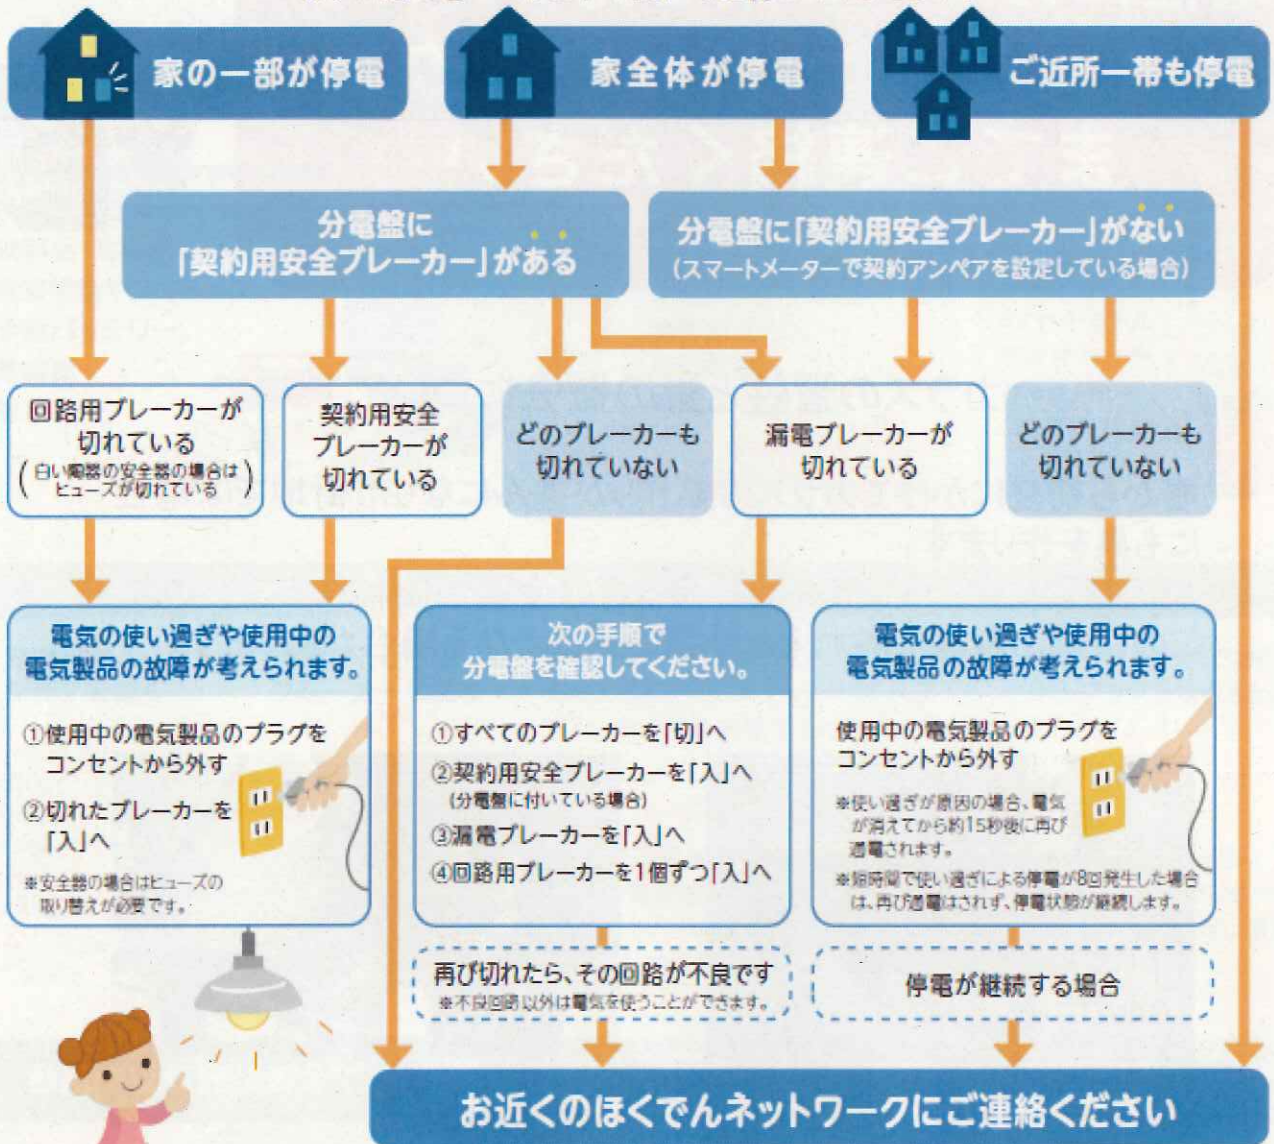 家の一部が停電
家全体が停電
ご近所一帯も停電
分電盤に
「契約用安全ブレーカー」がある
分電盤に「契約用安全ブレーカー」がない
(スマートメーターで契約アンペアを設定している場合)
回路用ブレーカーが
切れている
(白い陶器の安全器の場合は
ヒューズが切れている)
契約用安全
ブレーカーが
切れている
どのブレーカーも
切れていない
漏電ブレーカーが
切れている
どのブレーカーも
切れていない
電気の使い過ぎや使用中の
電気製品の故障が考えられます。
①使用中の電気製品のプラグを
コンセントから外す
②切れたブレーカーを
「入」へ
※安全器の場合はヒューズの
取り替えが必要です。
次の手順で
分電盤を確認してください。
①すべてのブレーカーを「切」へ
②契約用安全ブレーカーを「入」へ
(分電盤に付いている場合)
③漏電ブレーカーを「入」へ
④回路用ブレーカーを1個ずつ「入」へ
電気の使い過ぎや使用中の
電気製品の故障が考えられます。
使用中の電気製品のプラグを
コンセントから外す
※使い過ぎが原因の場合、電気
が消えてから約15秒後に再び
通電されます。
※短時間で使い過ぎによる停電が8回発生した場合
は、再び通電はされず、停電状態が継続します。
再び切れたら、その回路が不良です
※不良回路以外は電気を使うことができます。
停電が継続する場合
お近くのほくでんネットワークにご連絡ください